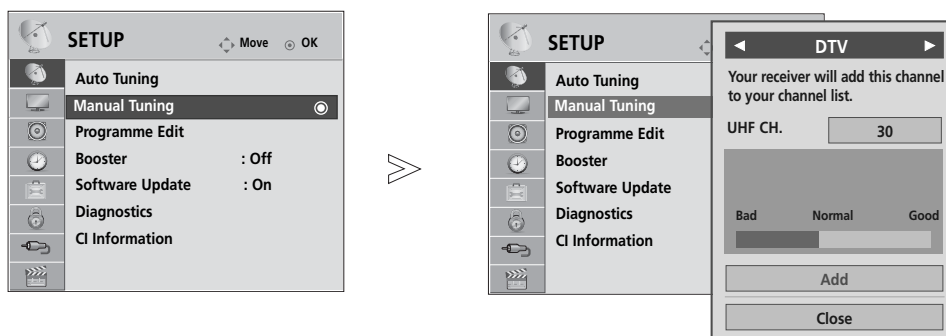 SETUP
Move OK
Auto Tuning
Manual Tuning
Programme Edit
Booster : Off
Software Update : On
Diagnostics
CI Information
SETUP
Auto Tuning
Manual Tuning
Programme Edit
Booster
Software Update
Diagnostics
CI Information
DTV
Your receiver will add this channel
to your channel list.
UHF CH. 30
Bad Normal Good
Add
Close